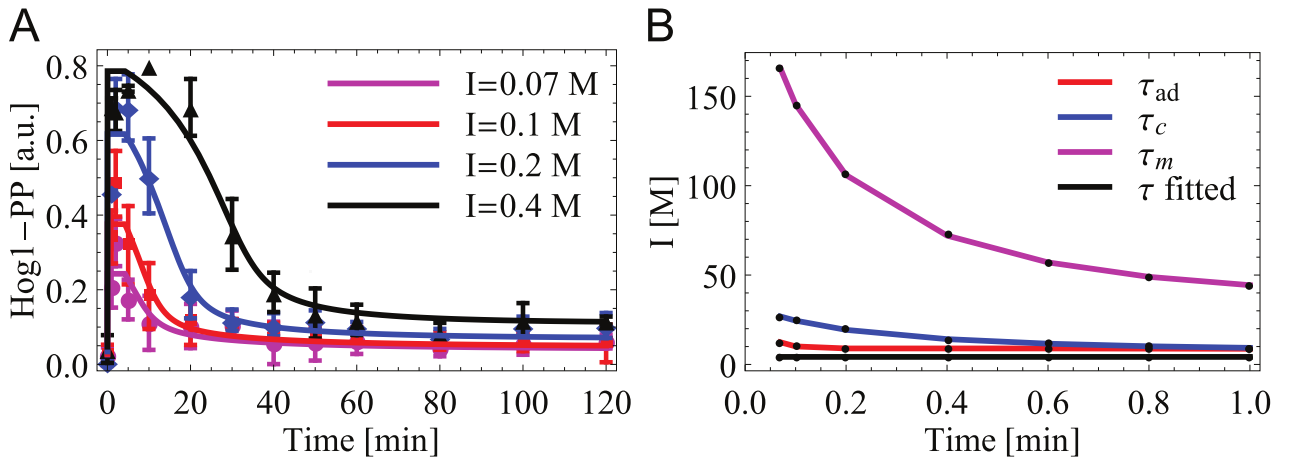 A
Hog1−PP [a.u.]
0.8
0.6
0.4
0.2
0.0
I=0.07 M
I=0.1 M
I=0.2 M
I=0.4 M
0 20 40 60 80 100 120
Time [min]
B
I [M]
150
100
50
0
τad
τc
τm
τ fitted
0.0 0.2 0.4 0.6 0.8 1.0
Time [min]